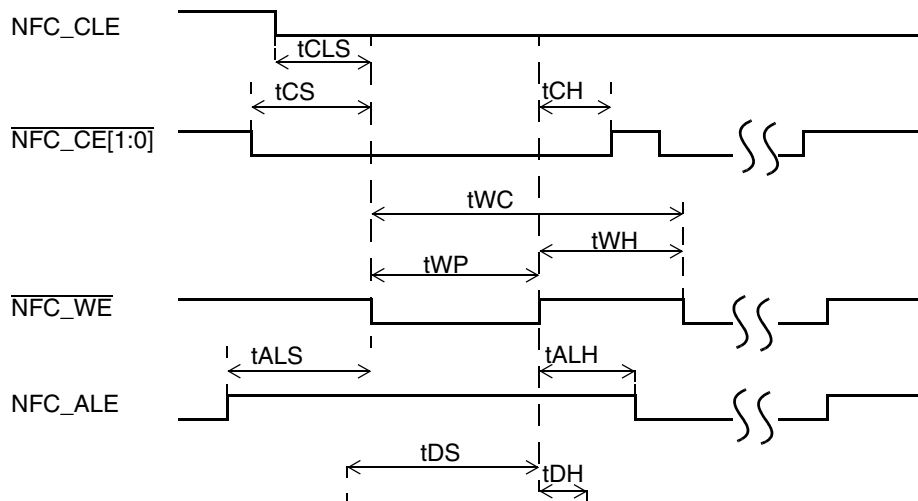 NFC_CLE
tCLS
tCS
tCH
NFC_CE[1:0]
tWC
tWH
tWP
NFC_WE
tALS
tALH
NFC_ALE
tDS
tDH